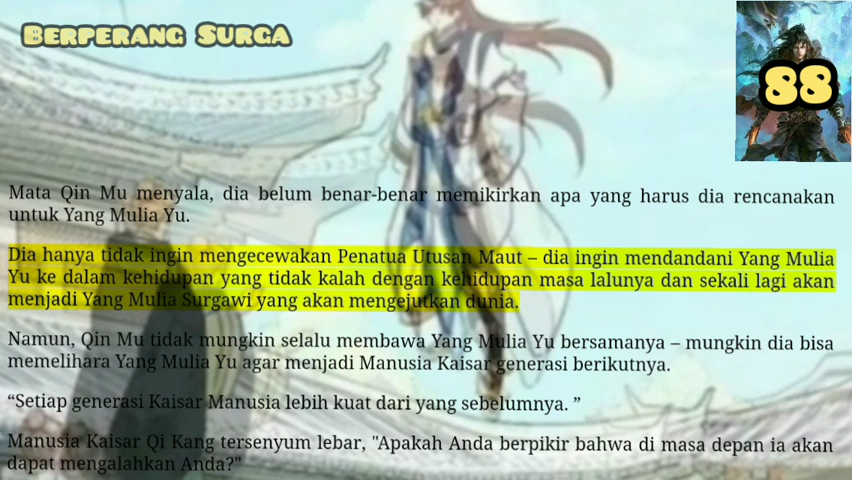 Berperang Surga
88
Mata Qin Mu menyala, dia belum benar-benar memikirkan apa yang harus dia rencanakan
untuk Yang Mulia Yu.
Dia hanya tidak ingin mengecewakan Penatua Utusan Maut – dia ingin mendandani Yang Mulia
Yu ke dalam kehidupan yang tidak kalah dengan kehidupan masa lalunya dan sekali lagi akan
menjadi Yang Mulia Surgawi yang akan mengejutkan dunia.
Namun, Qin Mu tidak mungkin selalu membawa Yang Mulia Yu bersamanya – mungkin dia bisa
memelihara Yang Mulia Yu agar menjadi Manusia Kaisar generasi berikutnya.
“Setiap generasi Kaisar Manusia lebih kuat dari yang sebelumnya. ”
Manusia Kaisar Qi Kang tersenyum lebar, "Apakah Anda berpikir bahwa di masa depan ia akan
dapat mengalahkan Anda?"